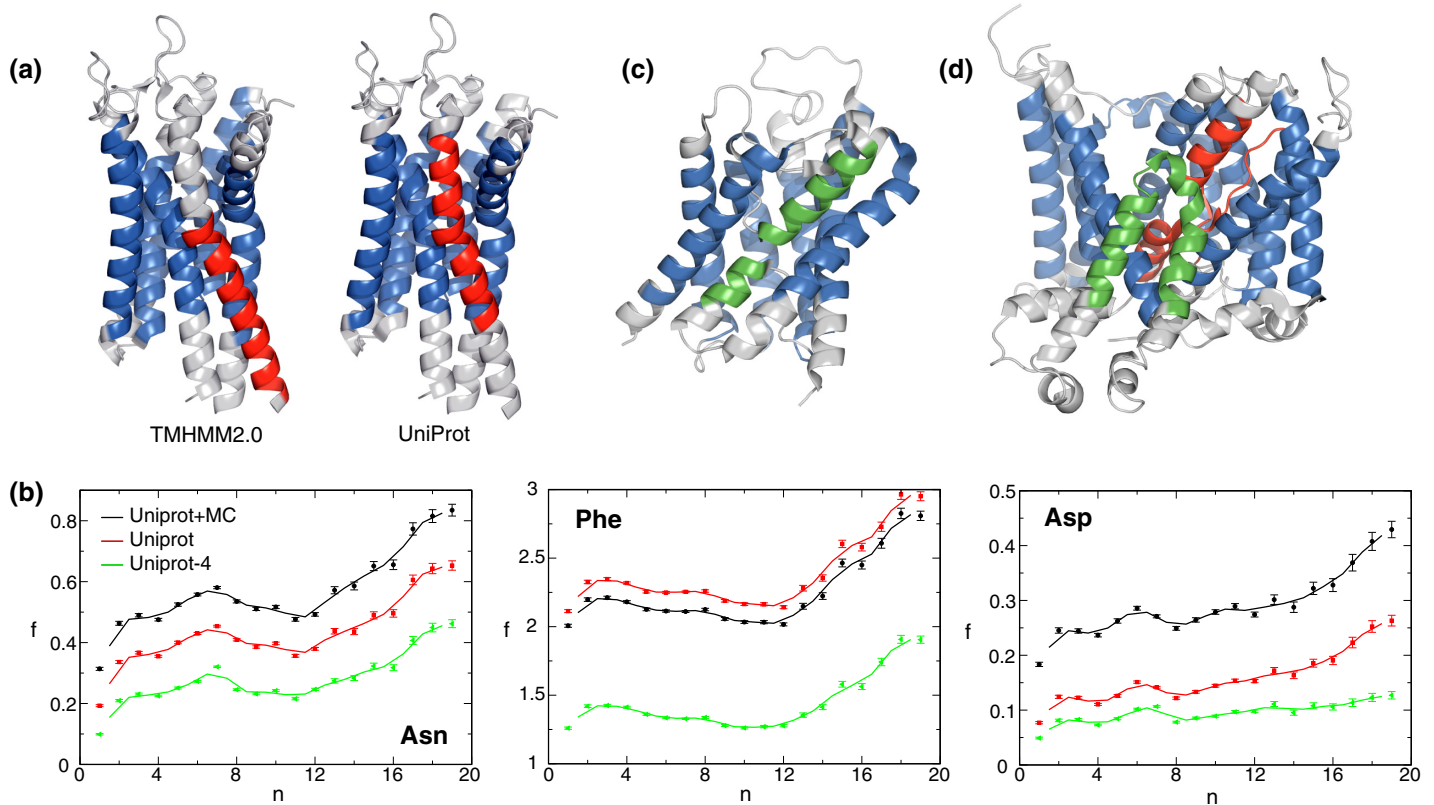 (a)
(c)
(d)
TMHMM2.0
UniProt
(b)
0.8
0.6
f
0.4
0.2
0
0 4 8 12 16 20
n
Uniprot+MC
Uniprot
Uniprot-4
Asn
3
2.5
f
2
1.5
1
0 4 8 12 16 20
n
Phe
0.5
0.4
0.3
f
0.2
0.1
0
0 4 8 12 16 20
n
Asp